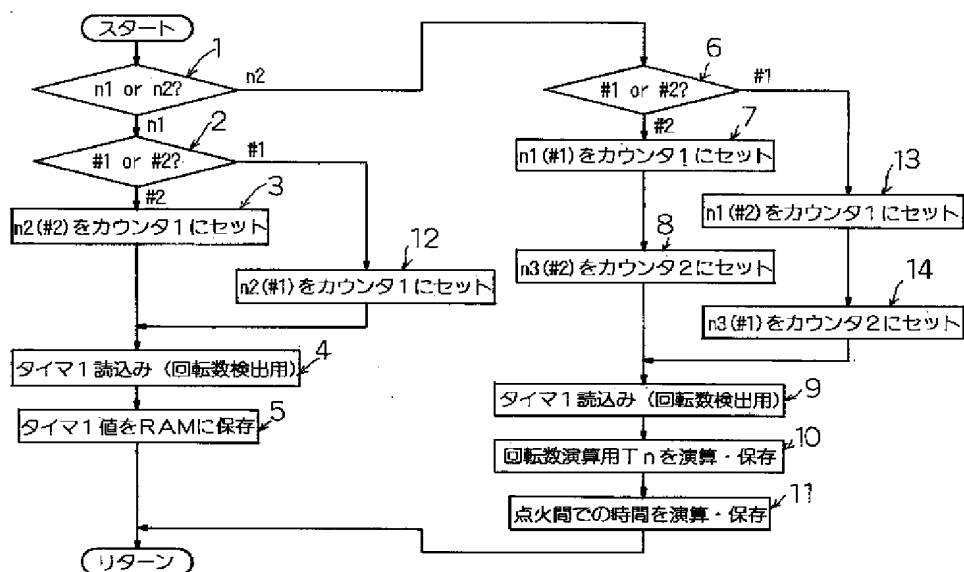 スタート
1
n1 or n2?
n2
n1
2
#1 or #2?
#1
#2
3
n2(#2)をカウンタ1にセット
12
n2(#1)をカウンタ1にセット
4
タイマ1読込み(回転数検出用)
5
タイマ1値をRAMに保存
リターン
6
#1 or #2?
#1
#2
7
n1(#1)をカウンタ1にセット
13
n1(#2)をカウンタ1にセット
8
n3(#2)をカウンタ2にセット
14
n3(#1)をカウンタ2にセット
9
タイマ1読込み(回転数検出用)
10
回転数演算用Tnを演算・保存
11
点火間での時間を演算・保存